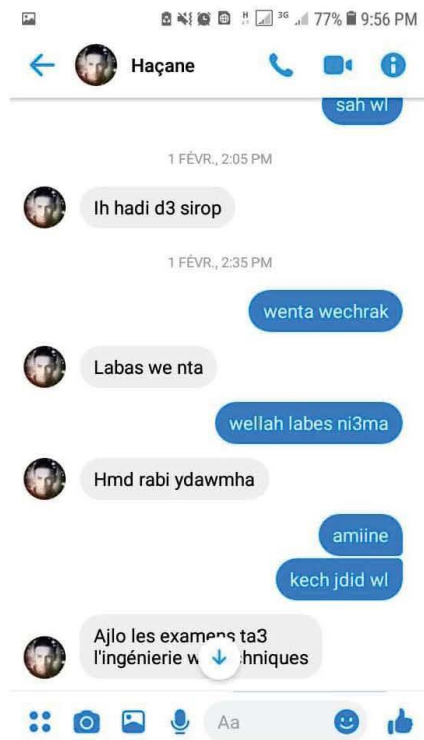 H
3G
77%
9:56 PM
Haçane
sah wl
1 FÉVR., 2:05 PM
Ih hadi d3 sirop
1 FÉVR., 2:35 PM
wenta wechrak
Labas we nta
wellah labes ni3ma
Hmd rabi ydawmha
amiine
kech jdid wl
Ajlo les examens ta3
l'ingénierie w
Aa